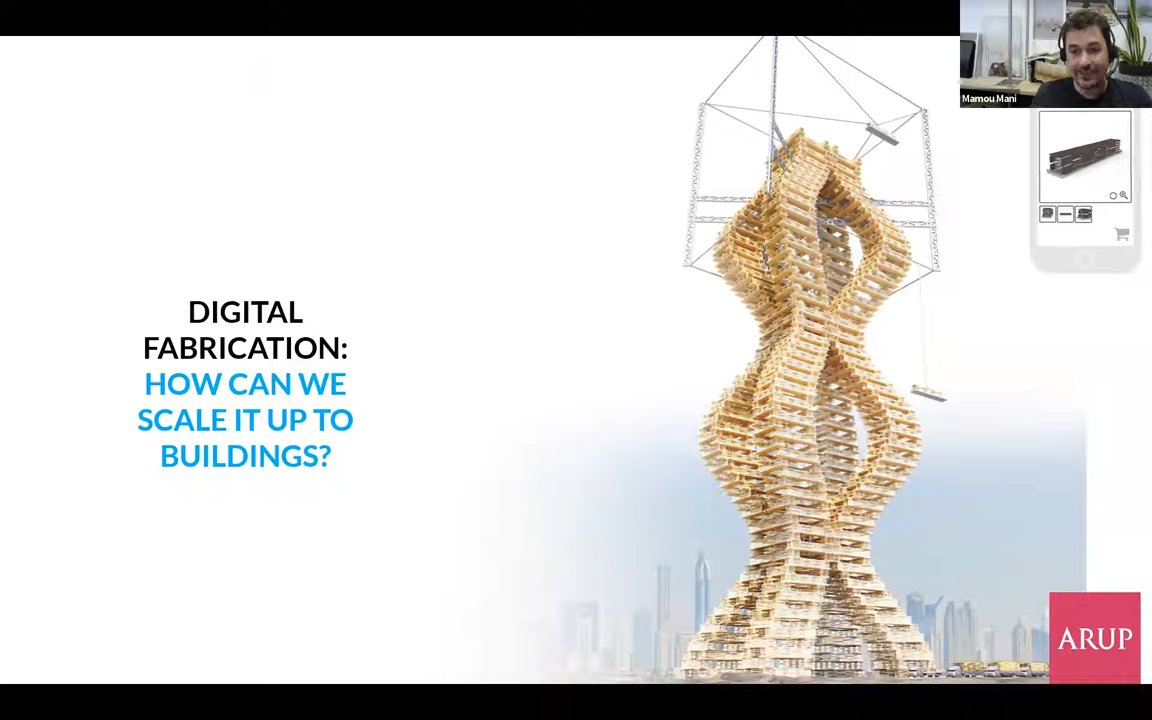 Mamou Mani
DIGITAL
FABRICATION:
HOW CAN WE
SCALE IT UP TO
BUILDINGS?
ARUP